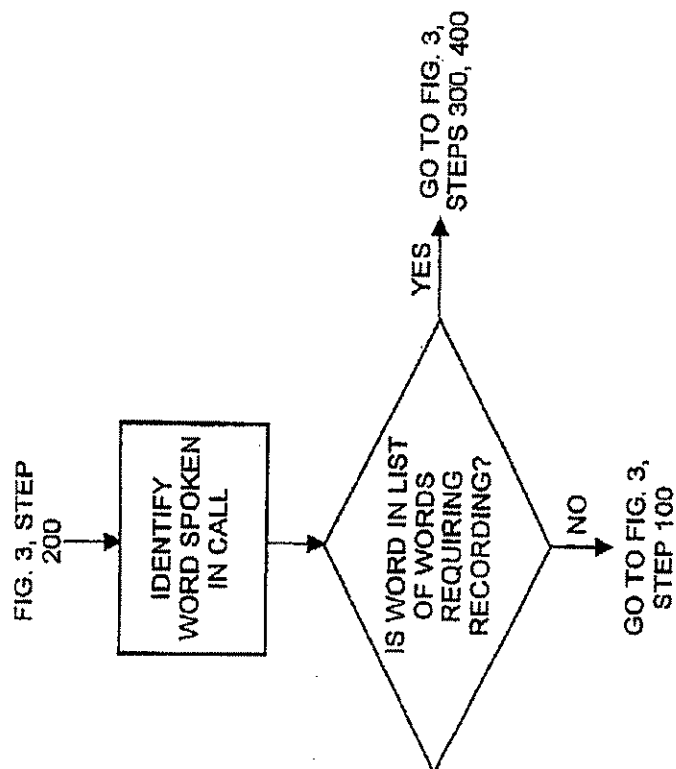 FIG. 3, STEP
200
IDENTIFY
WORD SPOKEN
IN CALL
IS WORD IN LIST
OF WORDS
REQUIRING
RECORDING?
YES
GO TO FIG. 3,
STEPS 300, 400
NO
GO TO FIG. 3,
STEP 100